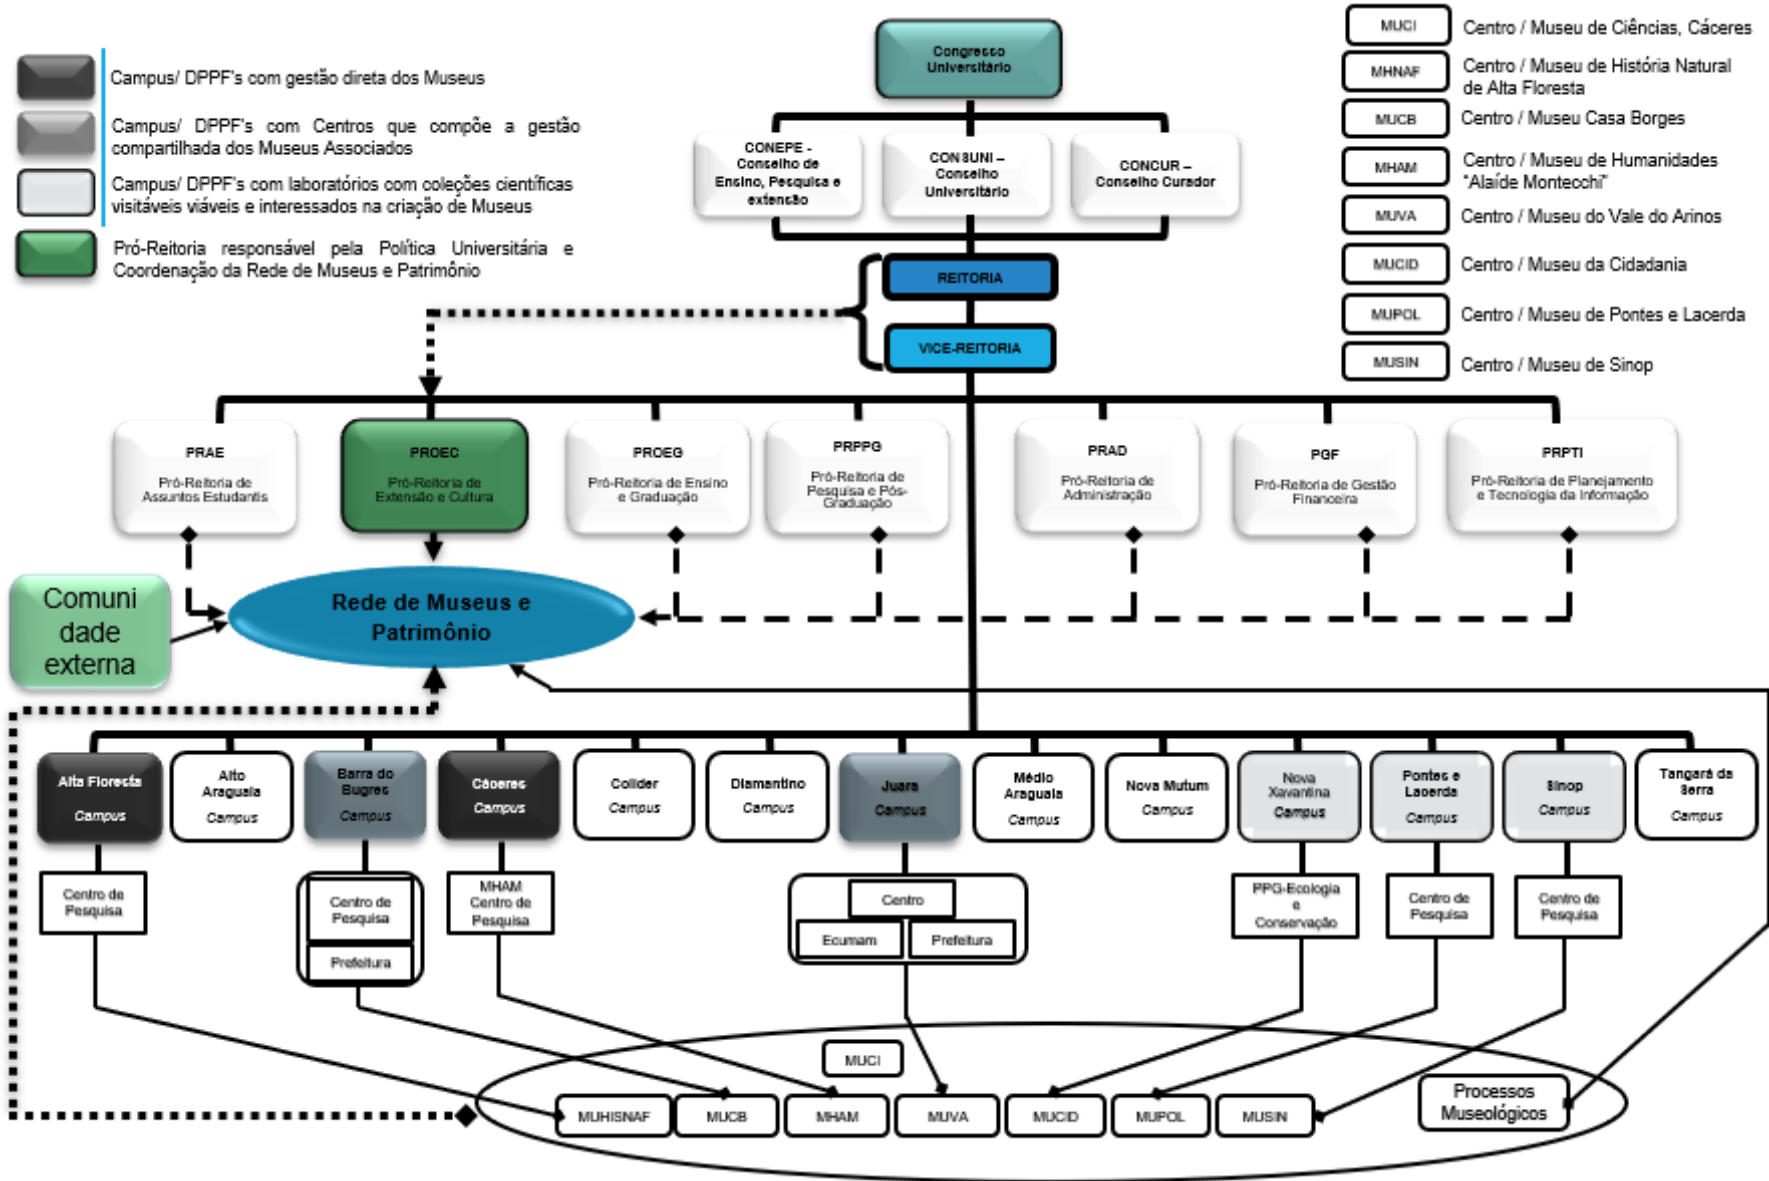 Campus/ DPPF's com gestão direta dos Museus
Campus/ DPPF's com Centros que compõe a gestão
compartilhada dos Museus Associados
Campus/ DPPF's com laboratórios com coleções científicas
visitáveis viáveis e interessados na criação de Museus
Pró-Reitoria responsável pela Política Universitária e
Coordenação da Rede de Museus e Patrimônio
Congresso
Universitário
CONEPE -
Conselho de
Ensino, Pesquisa e
extensão
CONSUNI –
Conselho
Universitário
CONCUR –
Conselho Curador
REITORIA
VICE-REITORIA
MUCI
Centro / Museu de Ciências, Cáceres
MHNAF
Centro / Museu de História Natural
de Alta Floresta
MUCB
Centro / Museu Casa Borges
MHAM
Centro / Museu de Humanidades
"Alaíde Montecchi"
MUVA
Centro / Museu do Vale do Arinos
MUCID
Centro / Museu da Cidadania
MUPOL
Centro / Museu de Pontes e Lacerda
MUSIN
Centro / Museu de Sinop
PRAE
Pró-Reitoria de
Assuntos Estudantis
PROEC
Pró-Reitoria de
Extensão e Cultura
PROEG
Pró-Reitoria de Ensino
e Graduação
PRPPG
Pró-Reitoria de
Pesquisa e Pós-
Graduação
PRAD
Pró-Reitoria de
Administração
PGF
Pró-Reitoria de Gestão
Financeira
PRPTI
Pró-Reitoria de Planejamento
e Tecnologia da Informação
Comuni
dade
externa
Rede de Museus e
Patrimônio
Alta Floresta
Campus
Alto
Araguaia
Campus
Barra do
Bugres
Campus
Cáceres
Campus
Colider
Campus
Diamantino
Campus
Juara
Campus
Médio
Araguaia
Campus
Nova Mutum
Campus
Nova
Xavantina
Campus
Pontes e
Lacerda
Campus
Sinop
Campus
Tangará da
Serra
Campus
Centro de
Pesquisa
Centro de
Pesquisa
Prefeitura
MHAM
Centro de
Pesquisa
Centro
Ecumam
Prefeitura
PPG-Ecologia
e
Conservação
Centro de
Pesquisa
Centro de
Pesquisa
MUCI
MUHISNAF
MUCB
MHAM
MUVA
MUCID
MUPOL
MUSIN
Processos
Museológicos